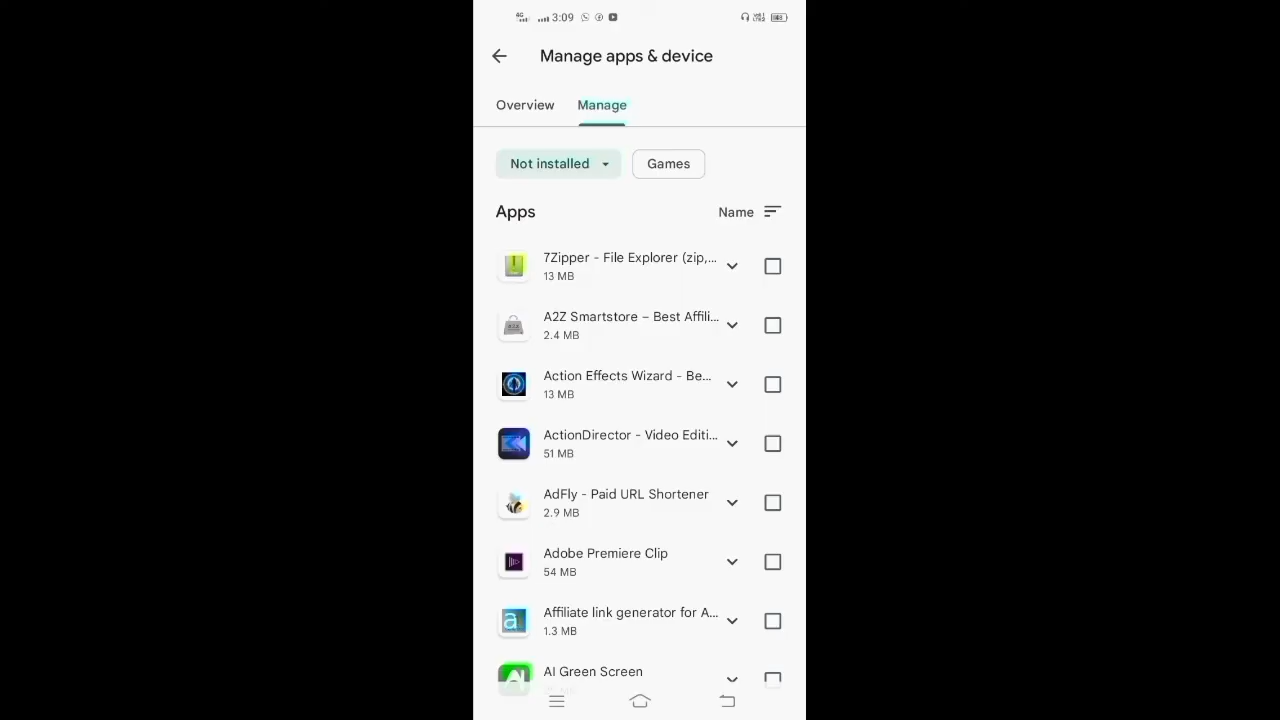 3:09
Manage apps & device
Overview Manage
Not installed Games
Apps Name
7Zipper - File Explorer (zip,...
13 MB
A2Z Smartstore – Best Affili...
2.4 MB
Action Effects Wizard - Be...
13 MB
ActionDirector - Video Editi...
51 MB
AdFly - Paid URL Shortener
2.9 MB
Adobe Premiere Clip
54 MB
Affiliate link generator for A...
1.3 MB
AI Green Screen